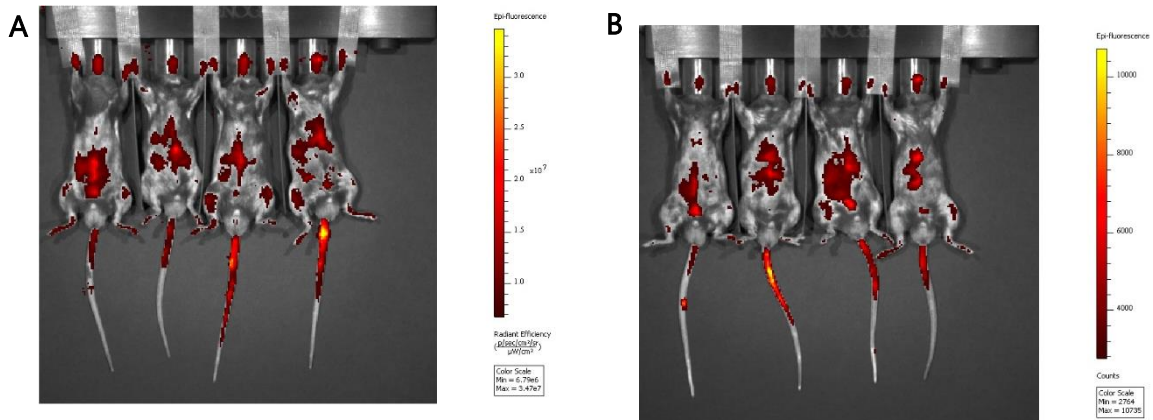 A
Epi-fluorescence
3.0
2.5
2.0
x10⁷
1.5
1.0
Radiant Efficiency
(p/sec/cm²/sr
µW/cm²)
Color Scale
Min = 6.79e6
Max = 3.47e7
B
Epi-fluorescence
10000
8000
6000
4000
Counts
Color Scale
Min = 2764
Max = 10735